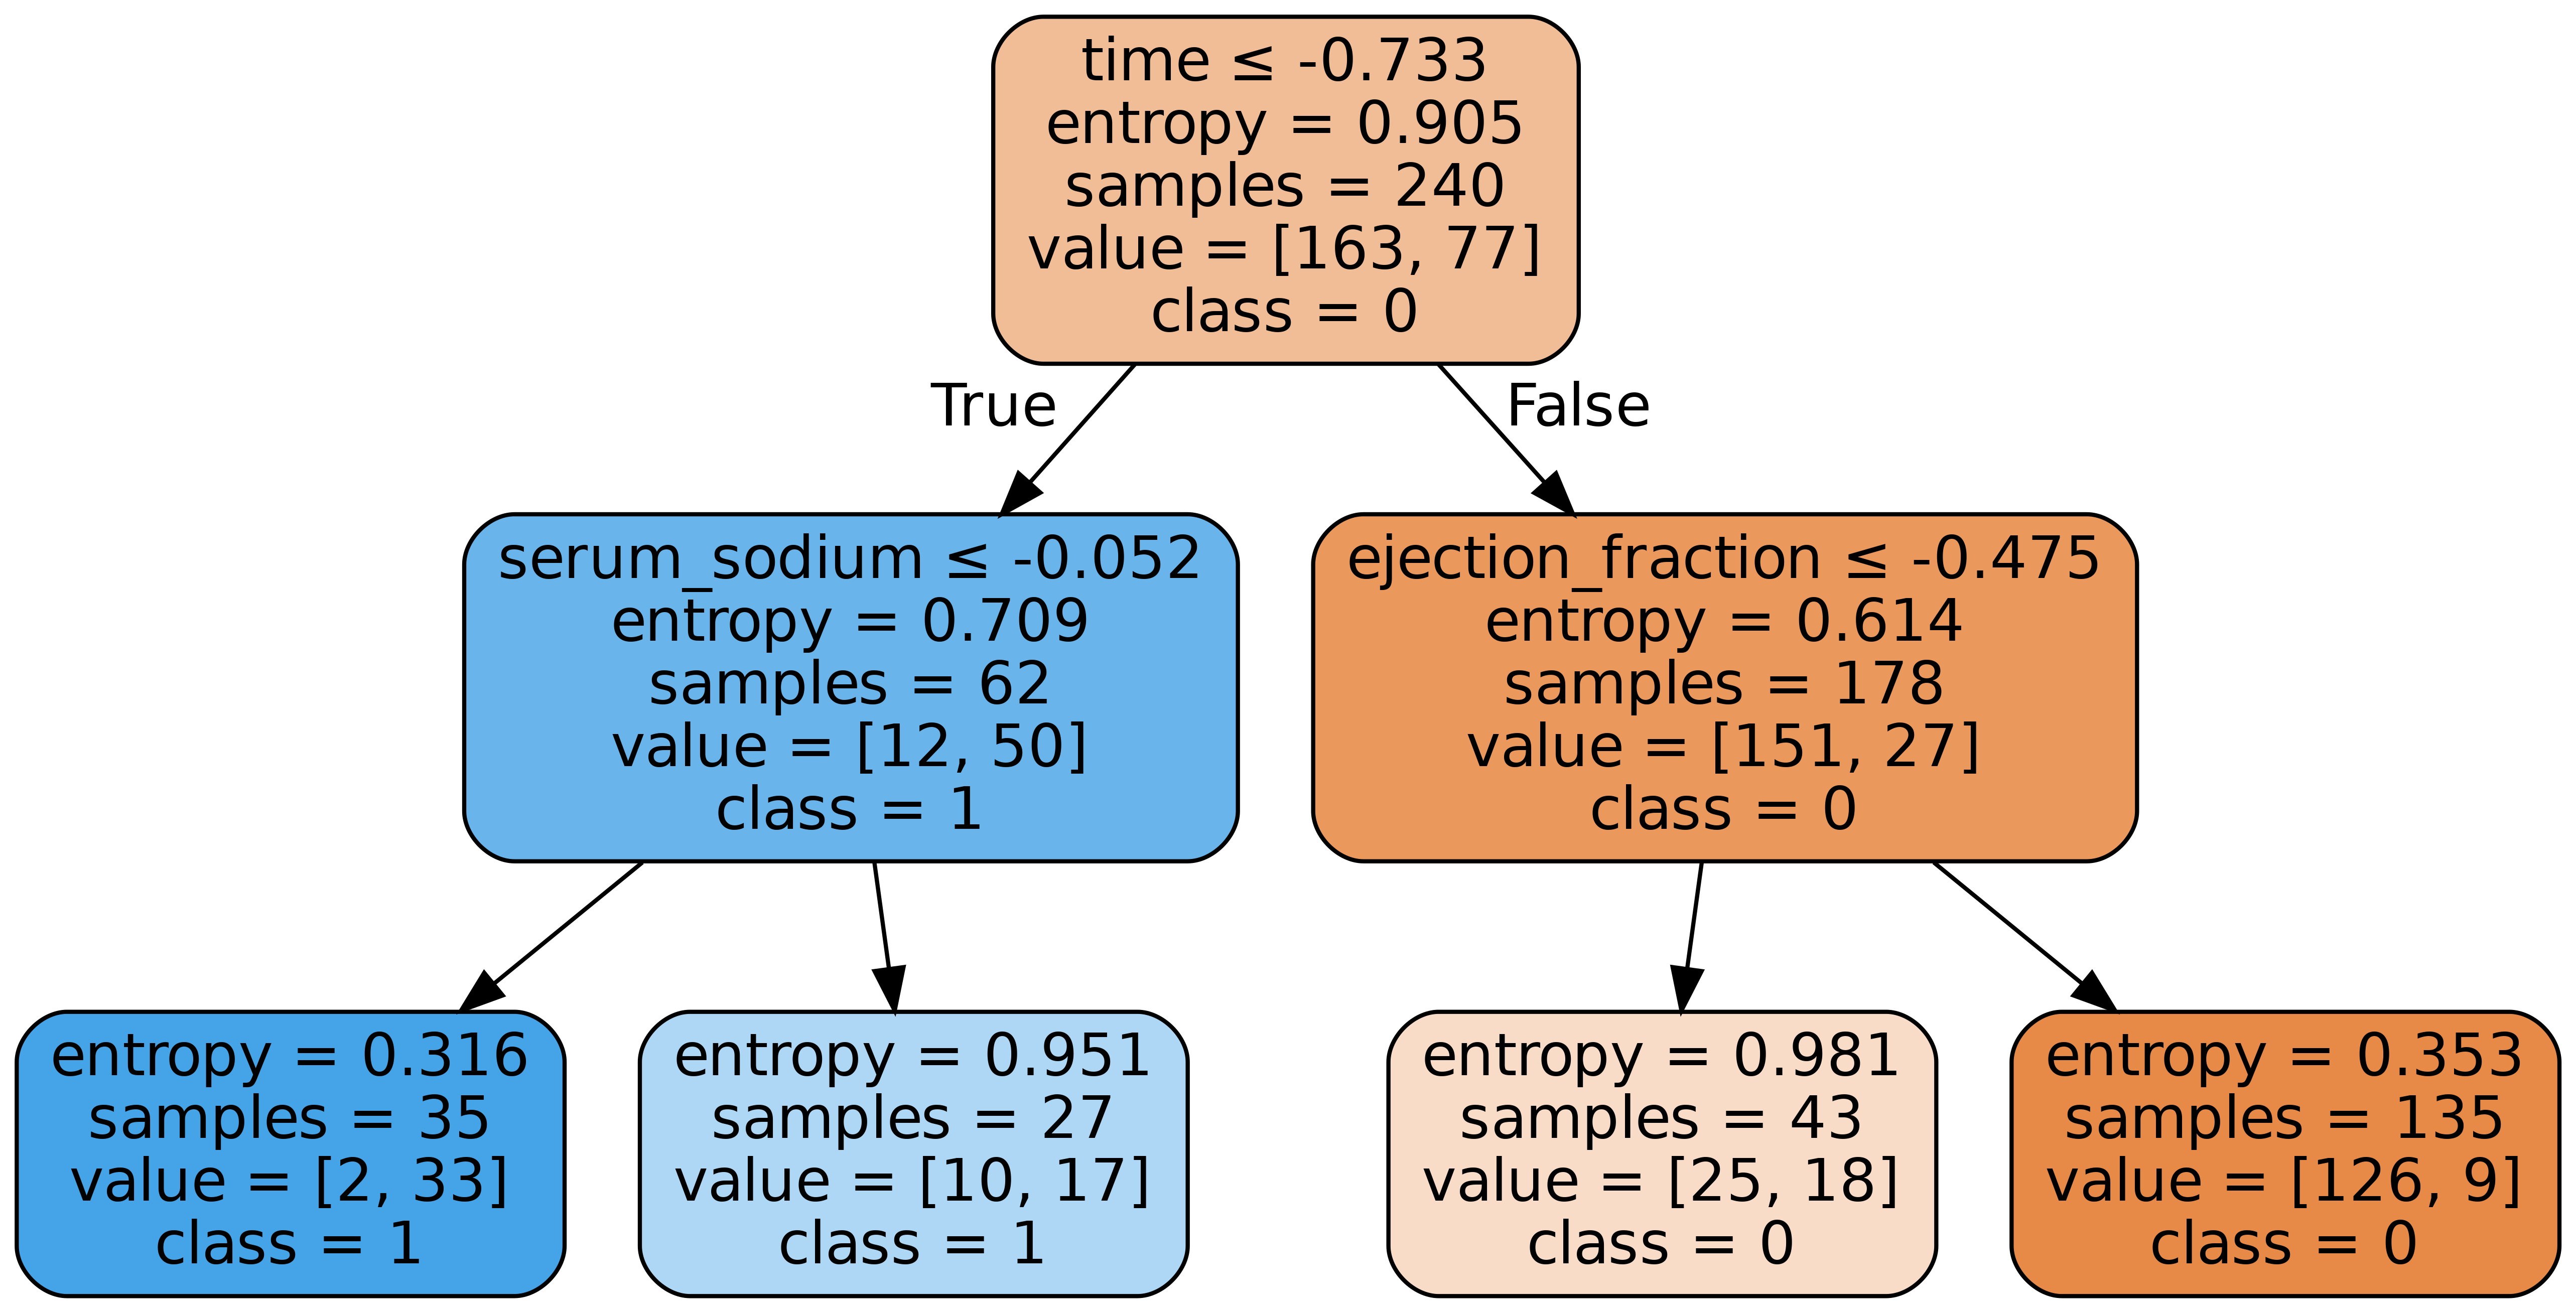 time ≤ -0.733
entropy = 0.905
samples = 240
value = [163, 77]
class = 0
True
False
serum_sodium ≤ -0.052
entropy = 0.709
samples = 62
value = [12, 50]
class = 1
ejection_fraction ≤ -0.475
entropy = 0.614
samples = 178
value = [151, 27]
class = 0
entropy = 0.316
samples = 35
value = [2, 33]
class = 1
entropy = 0.951
samples = 27
value = [10, 17]
class = 1
entropy = 0.981
samples = 43
value = [25, 18]
class = 0
entropy = 0.353
samples = 135
value = [126, 9]
class = 0